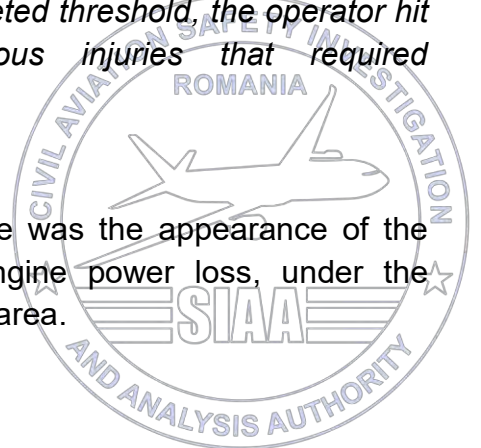 eted threshold, the operator hit
ous injuries that required
CIVIL AVIATION SAFETY INVESTIGATION
ROMANIA
e was the appearance of the
ngine power loss, under the
area.
SIAA
AND ANALYSIS AUTHORITY